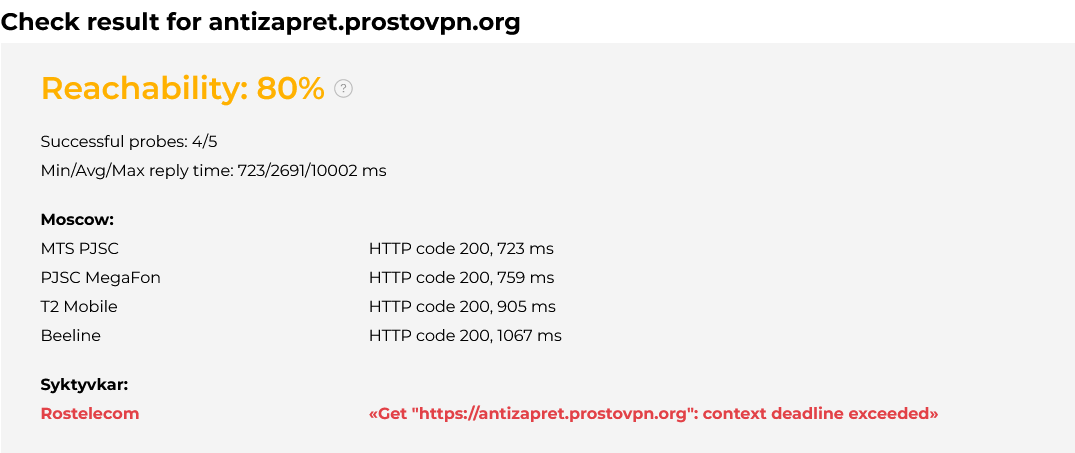 Check result for antizapret.prostovpn.org
Reachability: 80% ?
Successful probes: 4/5
Min/Avg/Max reply time: 723/2691/10002 ms
Moscow:
MTS PJSC HTTP code 200, 723 ms
PJSC MegaFon HTTP code 200, 759 ms
T2 Mobile HTTP code 200, 905 ms
Beeline HTTP code 200, 1067 ms
Syktyvkar:
Rostelecom «Get "https://antizapret.prostovpn.org": context deadline exceeded»